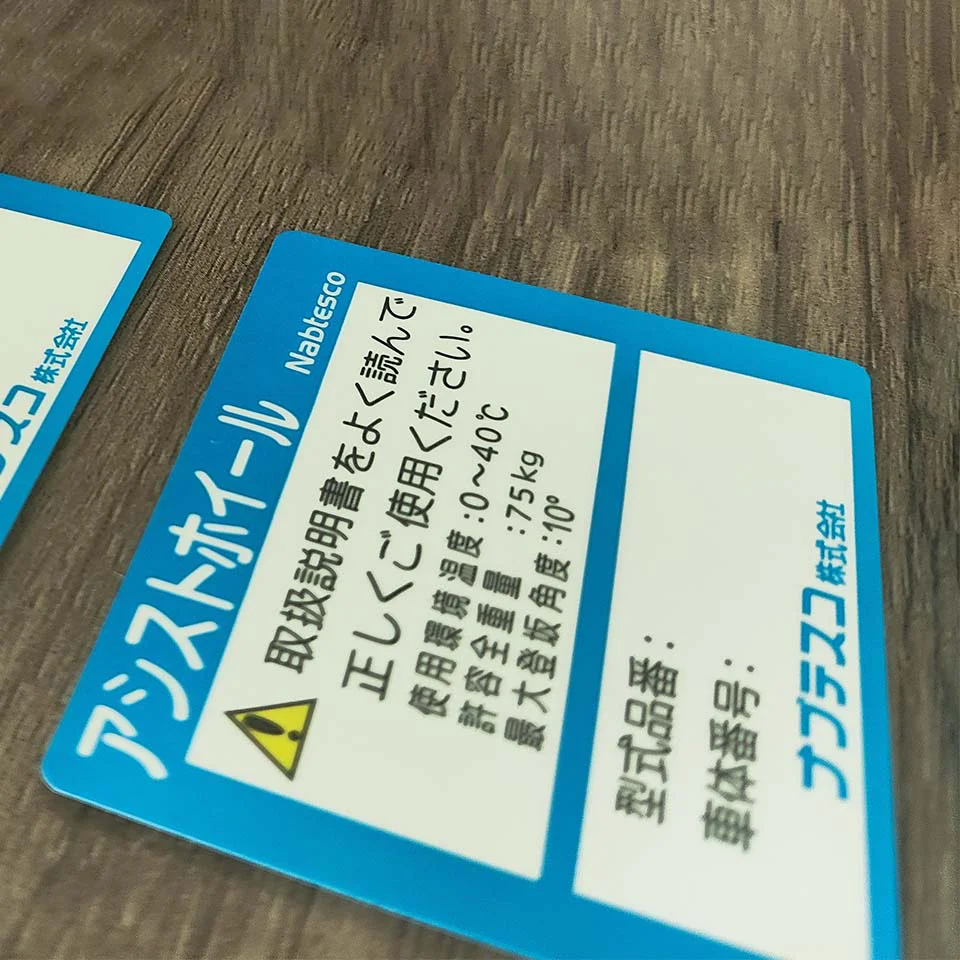 アシストホイール
Nabtesco
取扱説明書をよく読んで
正しくご使用ください。
使用環境温度:0~40℃
許容全重量:75kg
最大登坂角度:10°
型式品番:
車体番号:
ナブテスコ株式会社
スコ株式会社